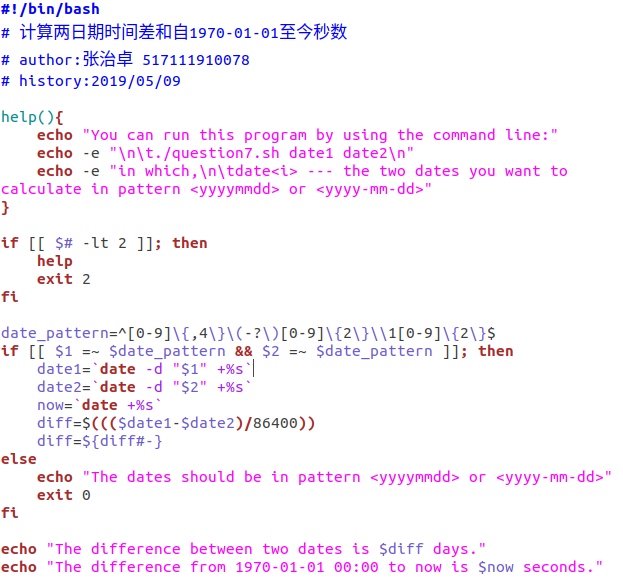 #!/bin/bash
# 计算两日期时间差和自1970-01-01至今秒数
# author:张治卓 517111910078
# history:2019/05/09

help(){
    echo "You can run this program by using the command line:"
    echo -e "\n\t./question7.sh date1 date2\n"
    echo -e "in which,\n\tdate<i> --- the two dates you want to
calculate in pattern <yyyymmdd> or <yyyy-mm-dd>"
}

if [[ $# -lt 2 ]]; then
    help
    exit 2
fi

date_pattern=^[0-9]\{,4\}\(-?\)[0-9]\{2\}\\1[0-9]\{2\}$
if [[ $1 =~ $date_pattern && $2 =~ $date_pattern ]]; then
    date1=`date -d "$1" +%s`
    date2=`date -d "$2" +%s`
    now=`date +%s`
    diff=$((($date1-$date2)/86400))
    diff=${diff#-}
else
    echo "The dates should be in pattern <yyyymmdd> or <yyyy-mm-dd>"
    exit 0
fi

echo "The difference between two dates is $diff days."
echo "The difference from 1970-01-01 00:00 to now is $now seconds."